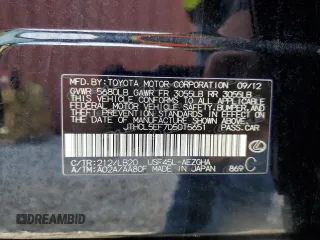 MFD. BY: TOYOTA MOTOR CORPORATION 09/12
GVWR 5680LB GAWR FR 3055LB RR 3055LB
THIS VEHICLE CONFORMS TO ALL APPLICABLE
FEDERAL MOTOR VEHICLE SAFETY, BUMPER, AND
THEFT PREVENTION STANDARDS IN EFFECT ON THE
DATE OF MANUFACTURE SHOWN ABOVE.
JTHCL5EF7D5015651 PASS. CAR
C/TR: 212/LB20 USF45L-AEZGHA C
A/TM: A02A/AA80F MADE IN JAPAN 869